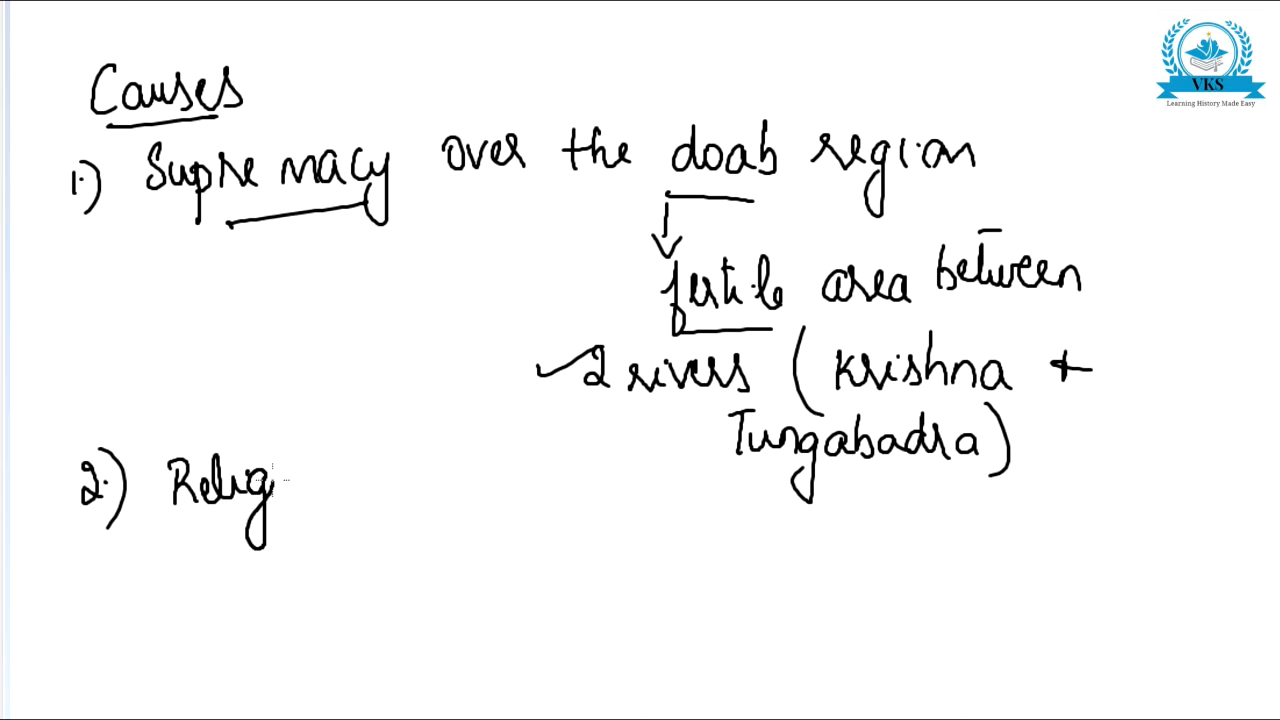 VKS
Learning History Made Easy
Causes
1.) Supremacy over the doab region
fertile area between
2 rivers (Krishna +
Tungabadra)
2.) Relig